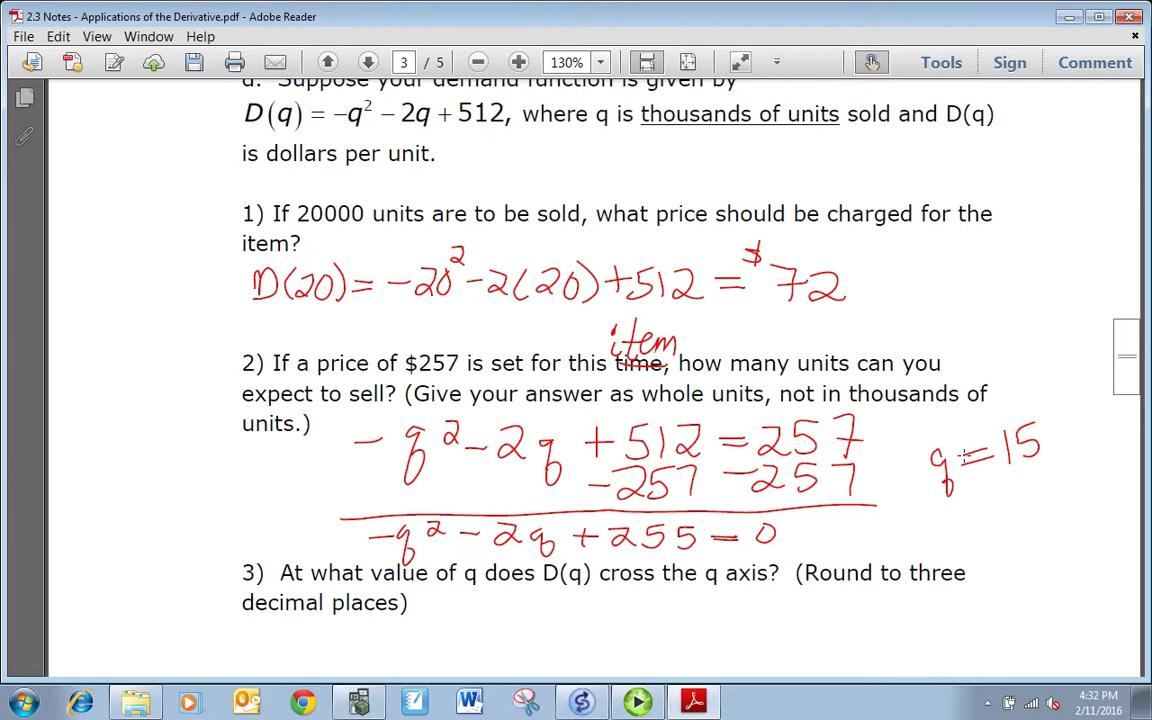 2.3 Notes - Applications of the Derivative.pdf - Adobe Reader
File Edit View Window Help
3 / 5 130% Tools Sign Comment
d. Suppose your demand function is given by
D(q) = −q² − 2q + 512, where q is thousands of units sold and D(q)
is dollars per unit.
1) If 20000 units are to be sold, what price should be charged for the
item?
D(20) = −20² − 2(20) + 512 = $72
item
2) If a price of $257 is set for this time, how many units can you
expect to sell? (Give your answer as whole units, not in thousands of
units.)
−q² − 2q + 512 = 257
−257 −257
q = 15
−q² − 2q + 255 = 0
3) At what value of q does D(q) cross the q axis? (Round to three
decimal places)
4:32 PM
2/11/2016